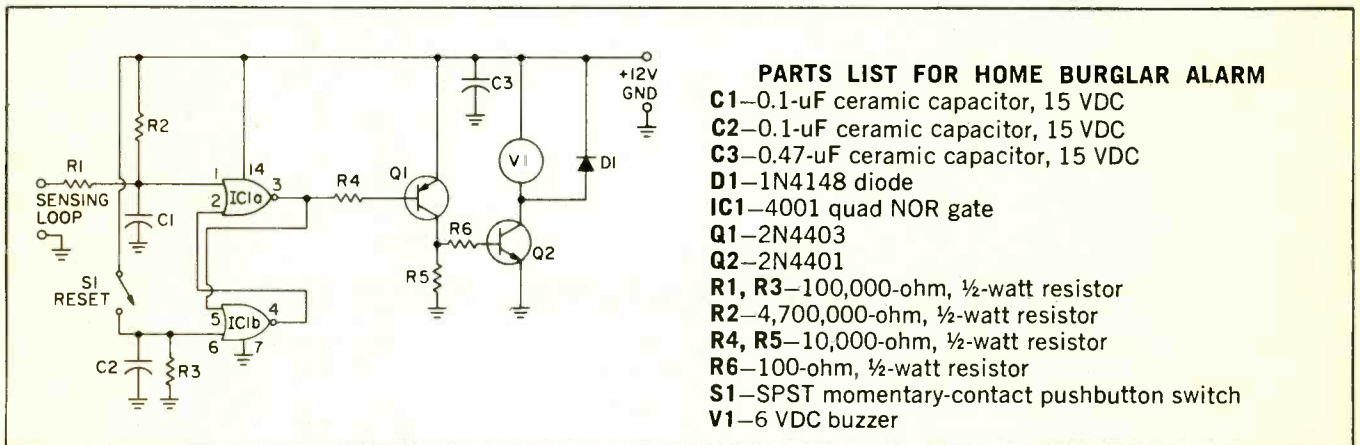 PARTS LIST FOR HOME BURGLAR ALARM
C1–0.1-uF ceramic capacitor, 15 VDC
C2–0.1-uF ceramic capacitor, 15 VDC
C3–0.47-uF ceramic capacitor, 15 VDC
D1–1N4148 diode
IC1–4001 quad NOR gate
Q1–2N4403
Q2–2N4401
R1, R3–100,000-ohm, ½-watt resistor
R2–4,700,000-ohm, ½-watt resistor
R4, R5–10,000-ohm, ½-watt resistor
R6–100-ohm, ½-watt resistor
S1–SPST momentary-contact pushbutton switch
V1–6 VDC buzzer
+12V
GND
C3
R2
R1
SENSING
LOOP
C1
1
14
2
IC1a
3
R4
Q1
V1
D1
R6
Q2
R5
S1
RESET
5
IC1b
4
6
7
C2
R3